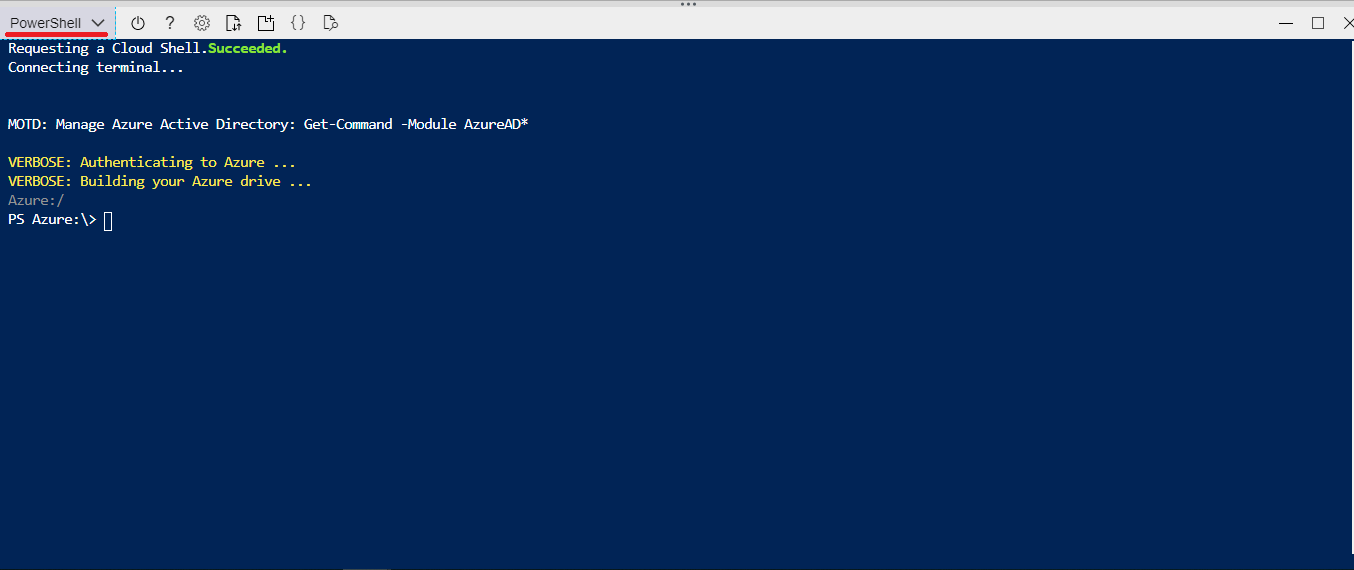 PowerShell
Requesting a Cloud Shell.Succeeded.
Connecting terminal...
MOTD: Manage Azure Active Directory: Get-Command -Module AzureAD*
VERBOSE: Authenticating to Azure ...
VERBOSE: Building your Azure drive ...
Azure:/
PS Azure:\>